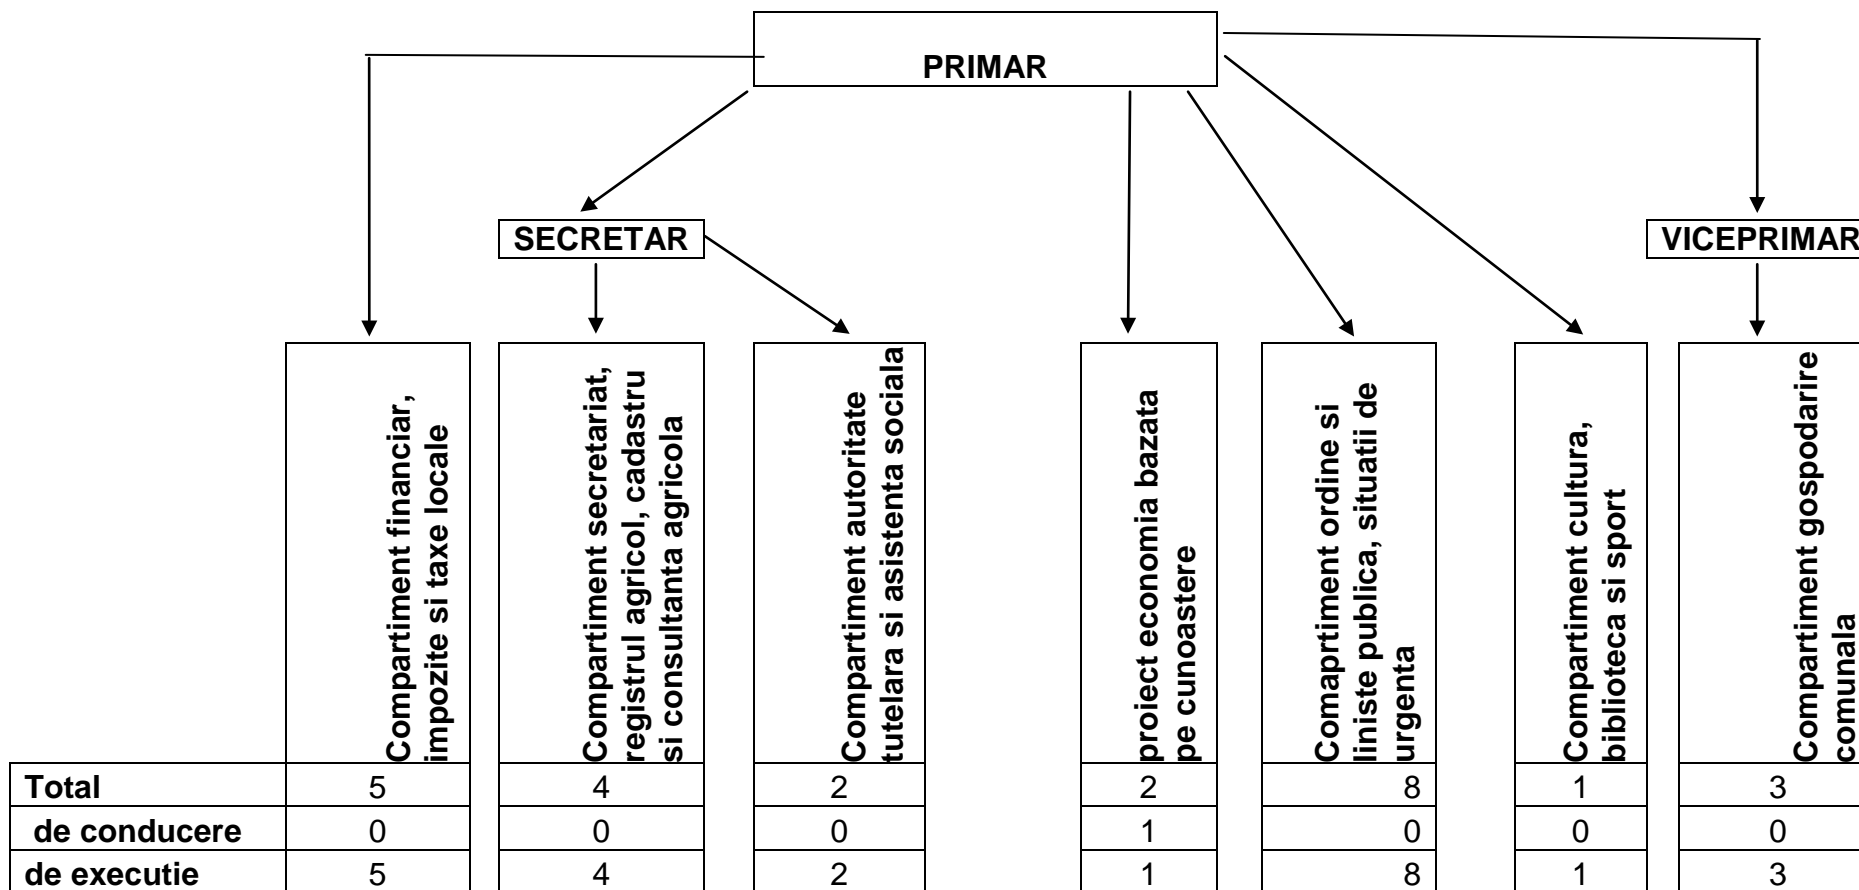 PRIMAR
SECRETAR
VICEPRIMAR
Compartiment financiar,
impozite si taxe locale
Compartiment secretariat,
registrul agricol, cadastru
si consultanta agricola
Compartiment autoritate
tutelara si asistenta sociala
proiect economia bazata
pe cunoastere
Comaprtiment ordine si
liniste publica, situatii de
urgenta
Compartiment cultura,
biblioteca si sport
Compartiment gospodarire
comunala
Total 5 4 2 2 8 1 3
de conducere 0 0 0 1 0 0 0
de executie 5 4 2 1 8 1 3